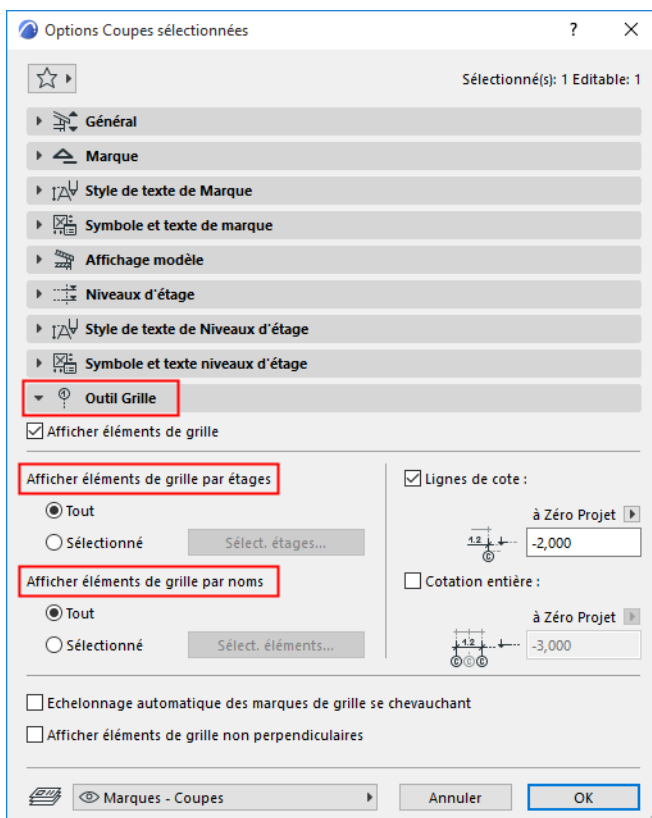 Options Coupes sélectionnées
?
Sélectionné(s): 1 Editable: 1
Général
Marque
Style de texte de Marque
Symbole et texte de marque
Affichage modèle
Niveaux d'étage
Style de texte de Niveaux d'étage
Symbole et texte niveaux d'étage
Outil Grille
Afficher éléments de grille
Afficher éléments de grille par étages
Tout
Sélectionné
Sélect. étages...
Afficher éléments de grille par noms
Tout
Sélectionné
Sélect. éléments...
Lignes de cote :
à Zéro Projet
1.2
C
-2,000
Cotation entière :
à Zéro Projet
1.2
C C C
-3,000
Echelonnage automatique des marques de grille se chevauchant
Afficher éléments de grille non perpendiculaires
Marques - Coupes
Annuler
OK